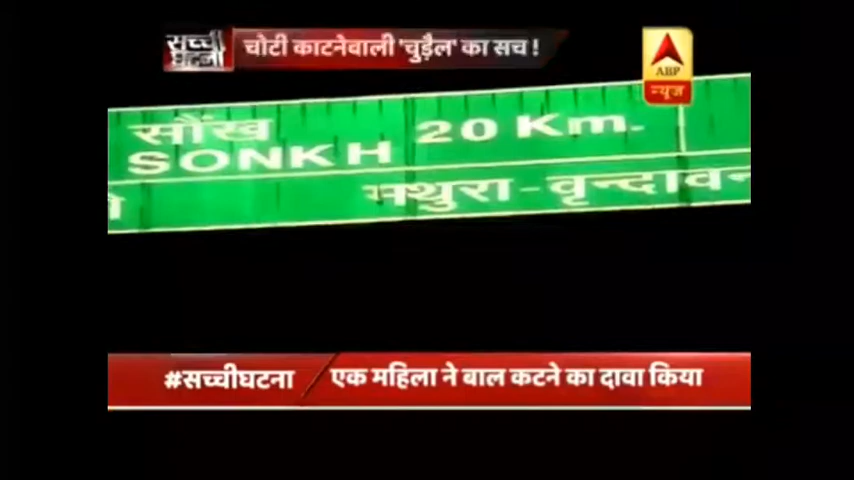 सच्ची घटना
चोटी काटनेवाली 'चुड़ैल' का सच !
ABP
न्यूज़
सौंख
SONKH
20 Km.
मथुरा-वृन्दावन
#सच्चीघटना
एक महिला ने बाल कटने का दावा किया